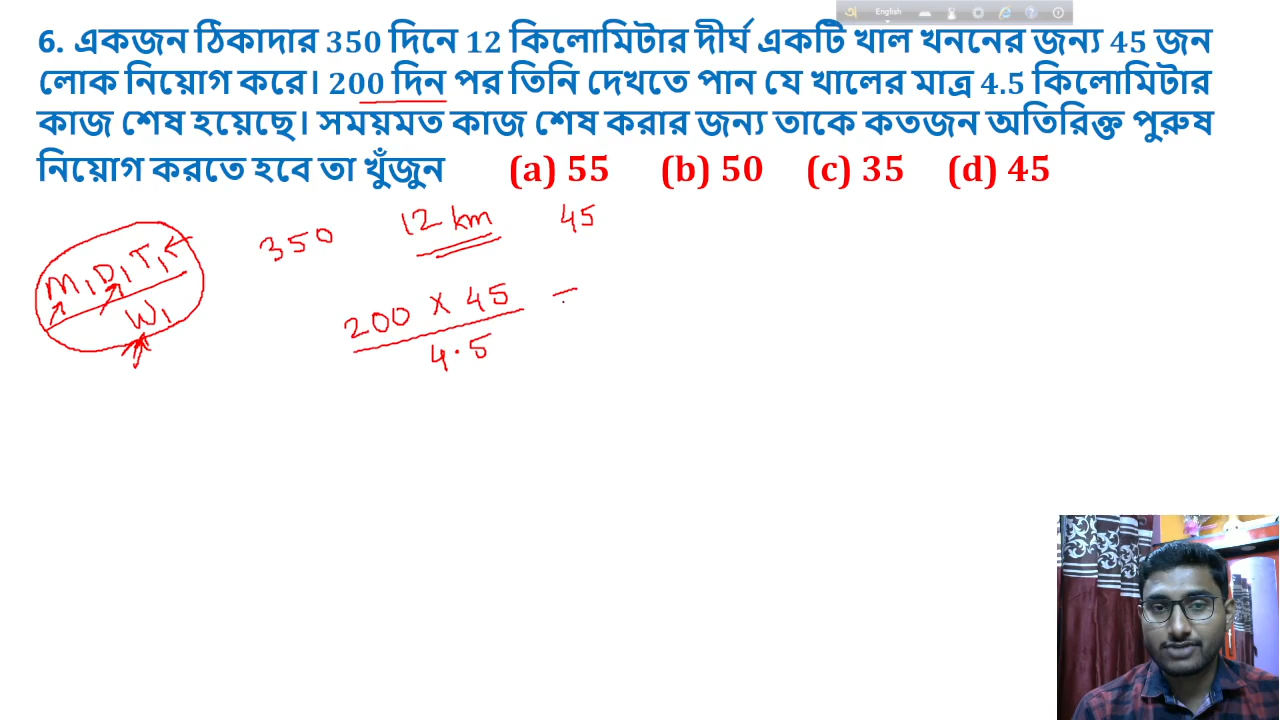 English
6. একজন ঠিকাদার 350 দিনে 12 কিলোমিটার দীর্ঘ একটি খাল খননের জন্য 45 জন
লোক নিয়োগ করে। 200 দিন পর তিনি দেখতে পান যে খালের মাত্র 4.5 কিলোমিটার
কাজ শেষ হয়েছে। সময়মত কাজ শেষ করার জন্য তাকে কতজন অতিরিক্ত পুরুষ
নিয়োগ করতে হবে তা খুঁজুন (a) 55 (b) 50 (c) 35 (d) 45
350 12 km 45
M₁D₁T₁
W₁
200 × 45 =
4.5